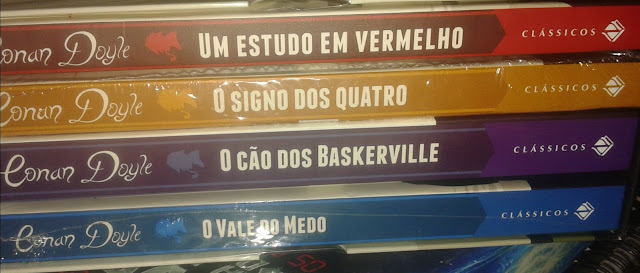 Conan Doyle UM ESTUDO EM VERMELHO CLÁSSICOS
Conan Doyle O SIGNO DOS QUATRO CLÁSSICOS
Conan Doyle O CÃO DOS BASKERVILLE CLÁSSICOS
Conan Doyle O VALE DO MEDO CLÁSSICOS